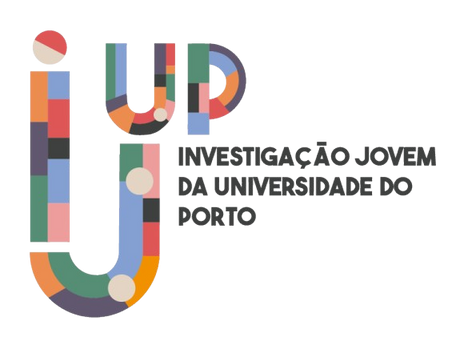 iJUP
INVESTIGAÇÃO JOVEM
DA UNIVERSIDADE DO
PORTO